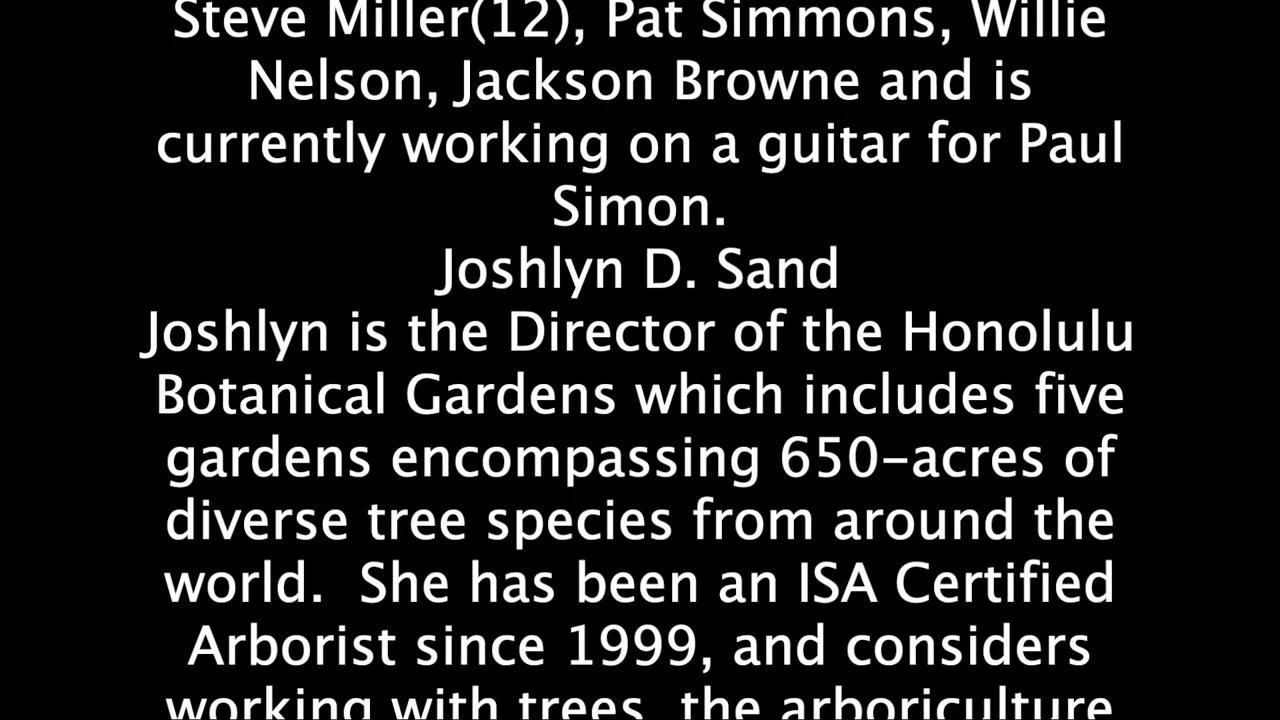 Steve Miller(12), Pat Simmons, Willie
Nelson, Jackson Browne and is
currently working on a guitar for Paul
Simon.
Joshlyn D. Sand
Joshlyn is the Director of the Honolulu
Botanical Gardens which includes five
gardens encompassing 650-acres of
diverse tree species from around the
world.  She has been an ISA Certified
Arborist since 1999, and considers
working with trees, the arboriculture